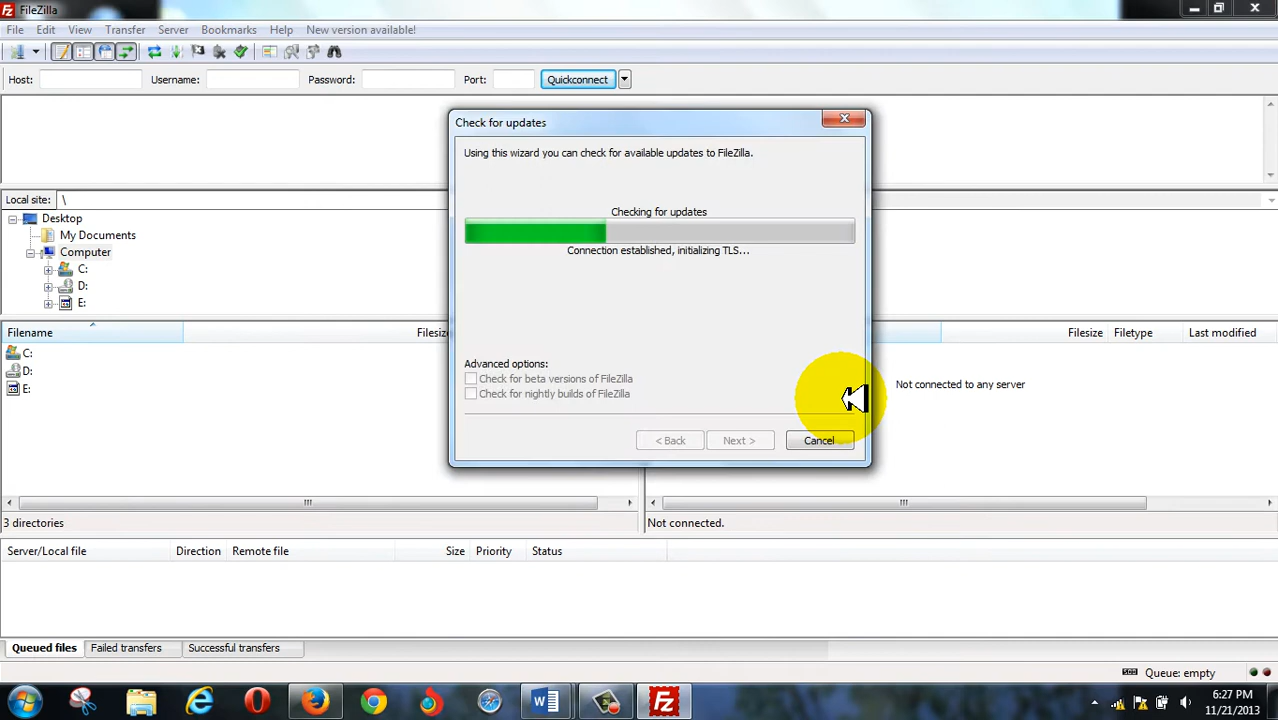 FileZilla
File Edit View Transfer Server Bookmarks Help New version available!
Host: Username: Password: Port: Quickconnect
Check for updates
Using this wizard you can check for available updates to FileZilla.
Checking for updates
Connection established, initializing TLS...
Advanced options:
Check for beta versions of FileZilla
Check for nightly builds of FileZilla
< Back Next > Cancel
Local site: \
Desktop
My Documents
Computer
C:
D:
E:
Filename Filesize Filetype Last modified
C:
D:
E:
Not connected to any server
3 directories Not connected.
Server/Local file Direction Remote file Size Priority Status
Queued files Failed transfers Successful transfers
Queue: empty
6:27 PM
11/21/2013